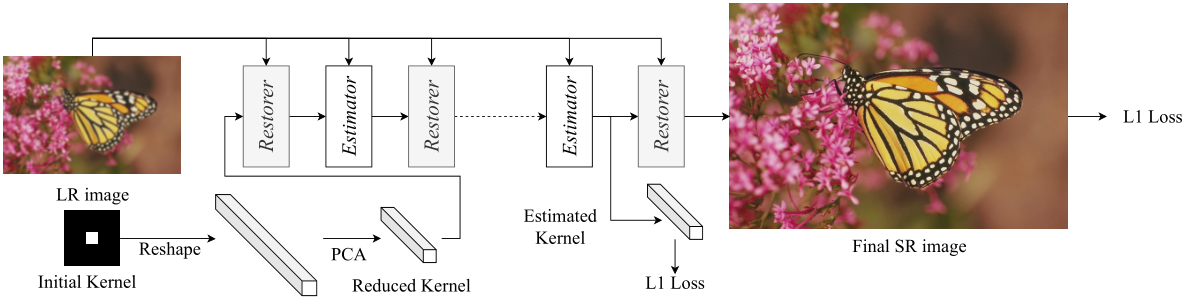 Restorer
Estimator
Restorer
Estimator
Restorer
L1 Loss
LR image
Initial Kernel
Reshape
PCA
Reduced Kernel
Estimated
Kernel
L1 Loss
Final SR image